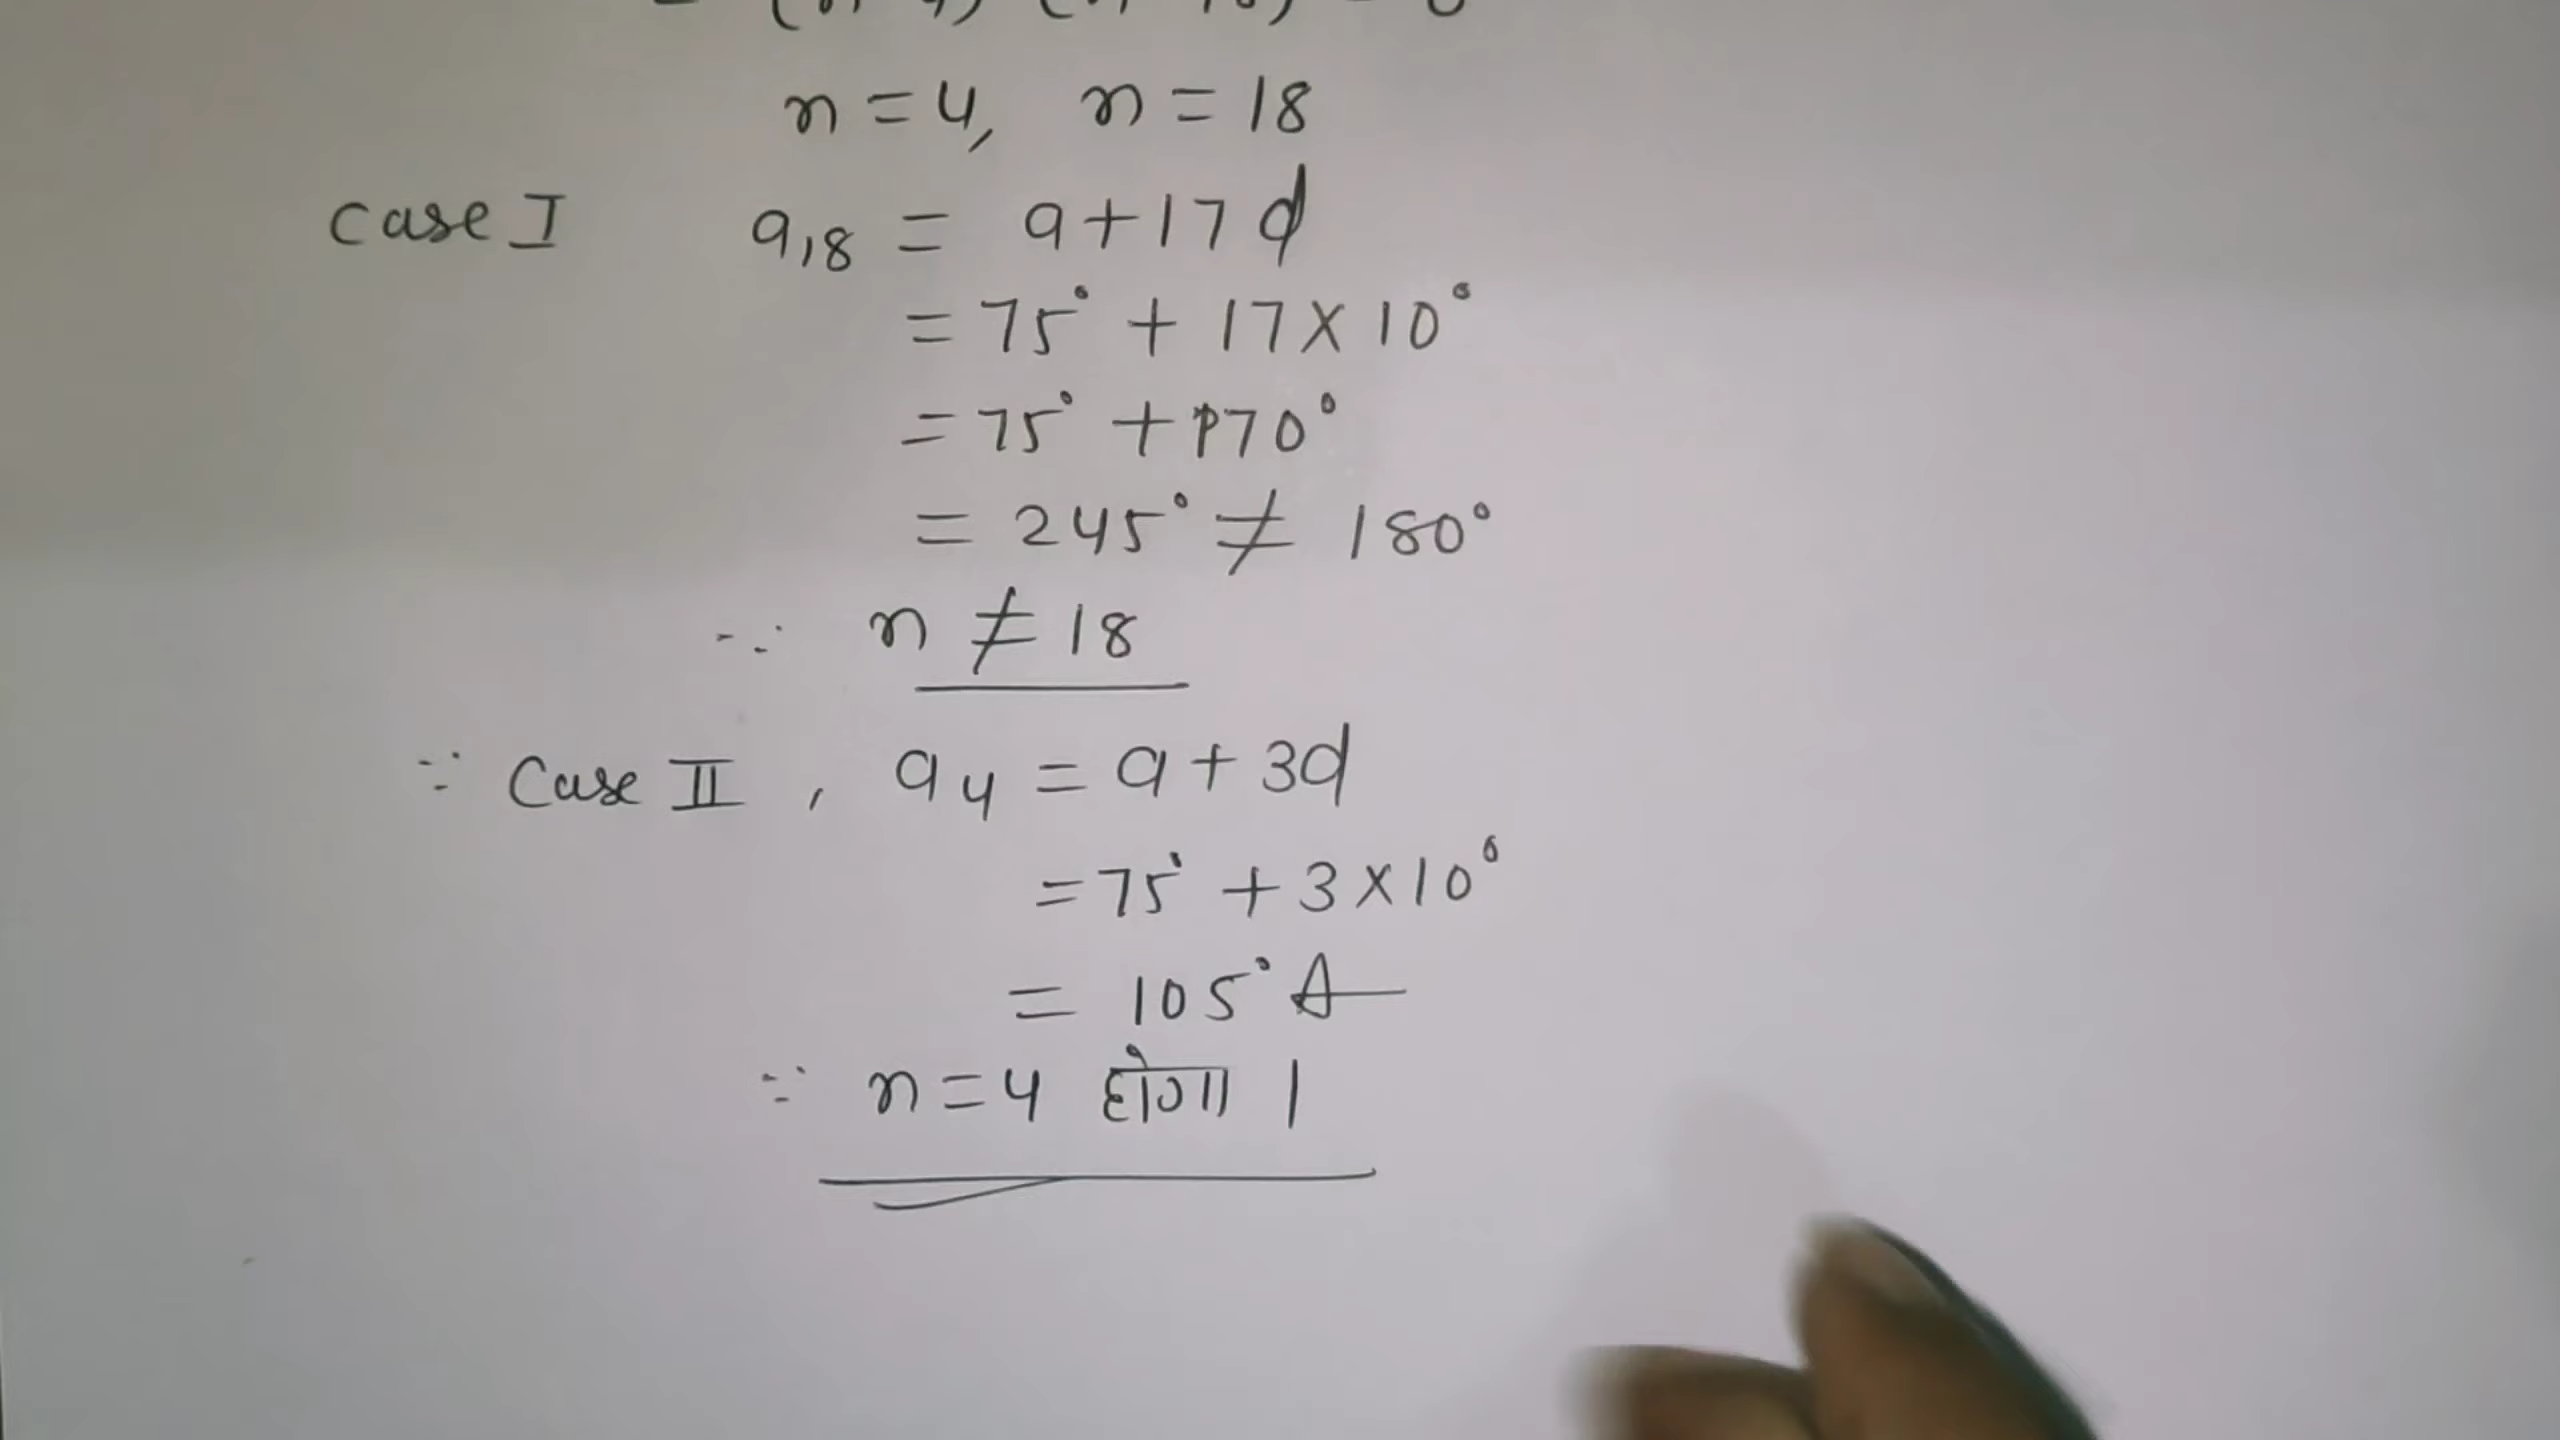 n = 4, n = 18
Case I a₁₈ = a + 17d
= 75° + 17 × 10°
= 75° + 170°
= 245° ≠ 180°
∵ n ≠ 18
∵ Case II, a₄ = a + 3d
= 75° + 3 × 10°
= 105° A
∵ n = 4 होगा ।